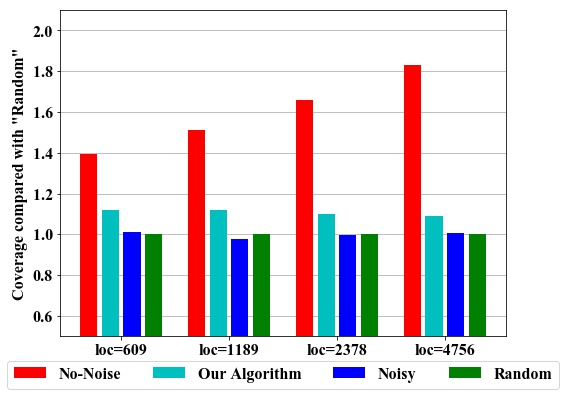 Coverage compared with "Random"
2.0
1.8
1.6
1.4
1.2
1.0
0.8
0.6
loc=609 loc=1189 loc=2378 loc=4756
No-Noise Our Algorithm Noisy Random